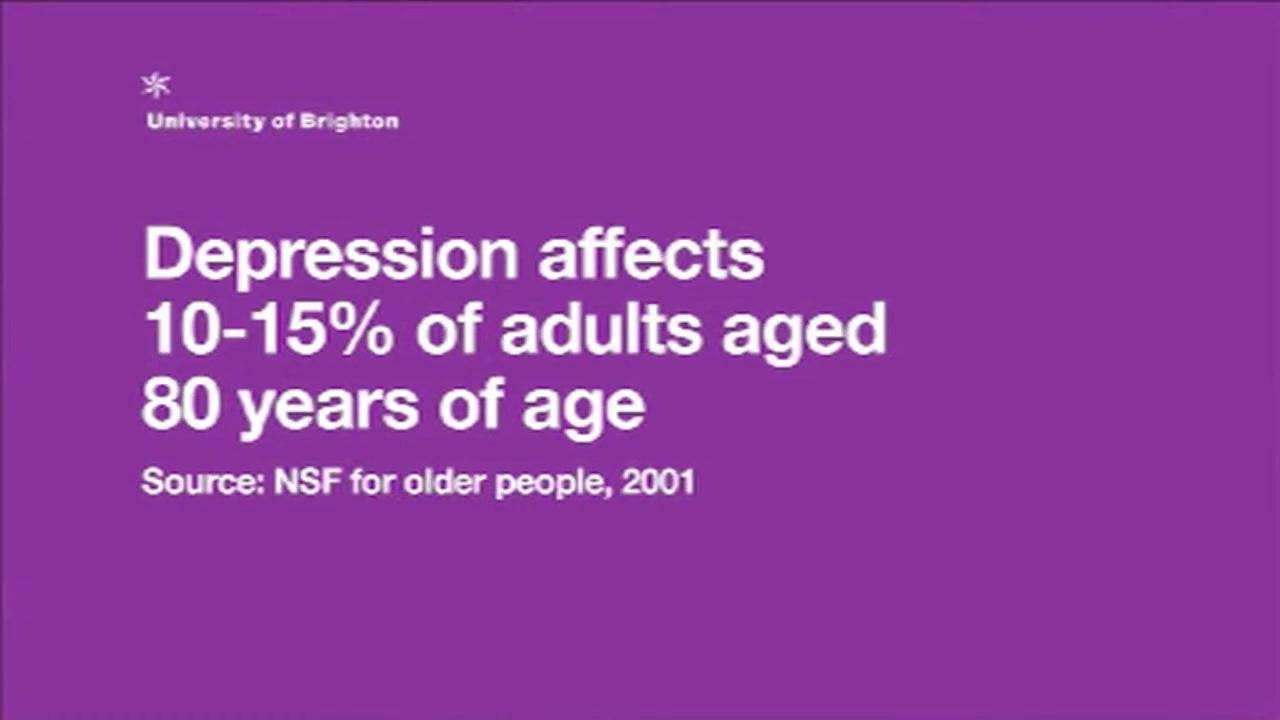 University of Brighton
Depression affects
10-15% of adults aged
80 years of age
Source: NSF for older people, 2001